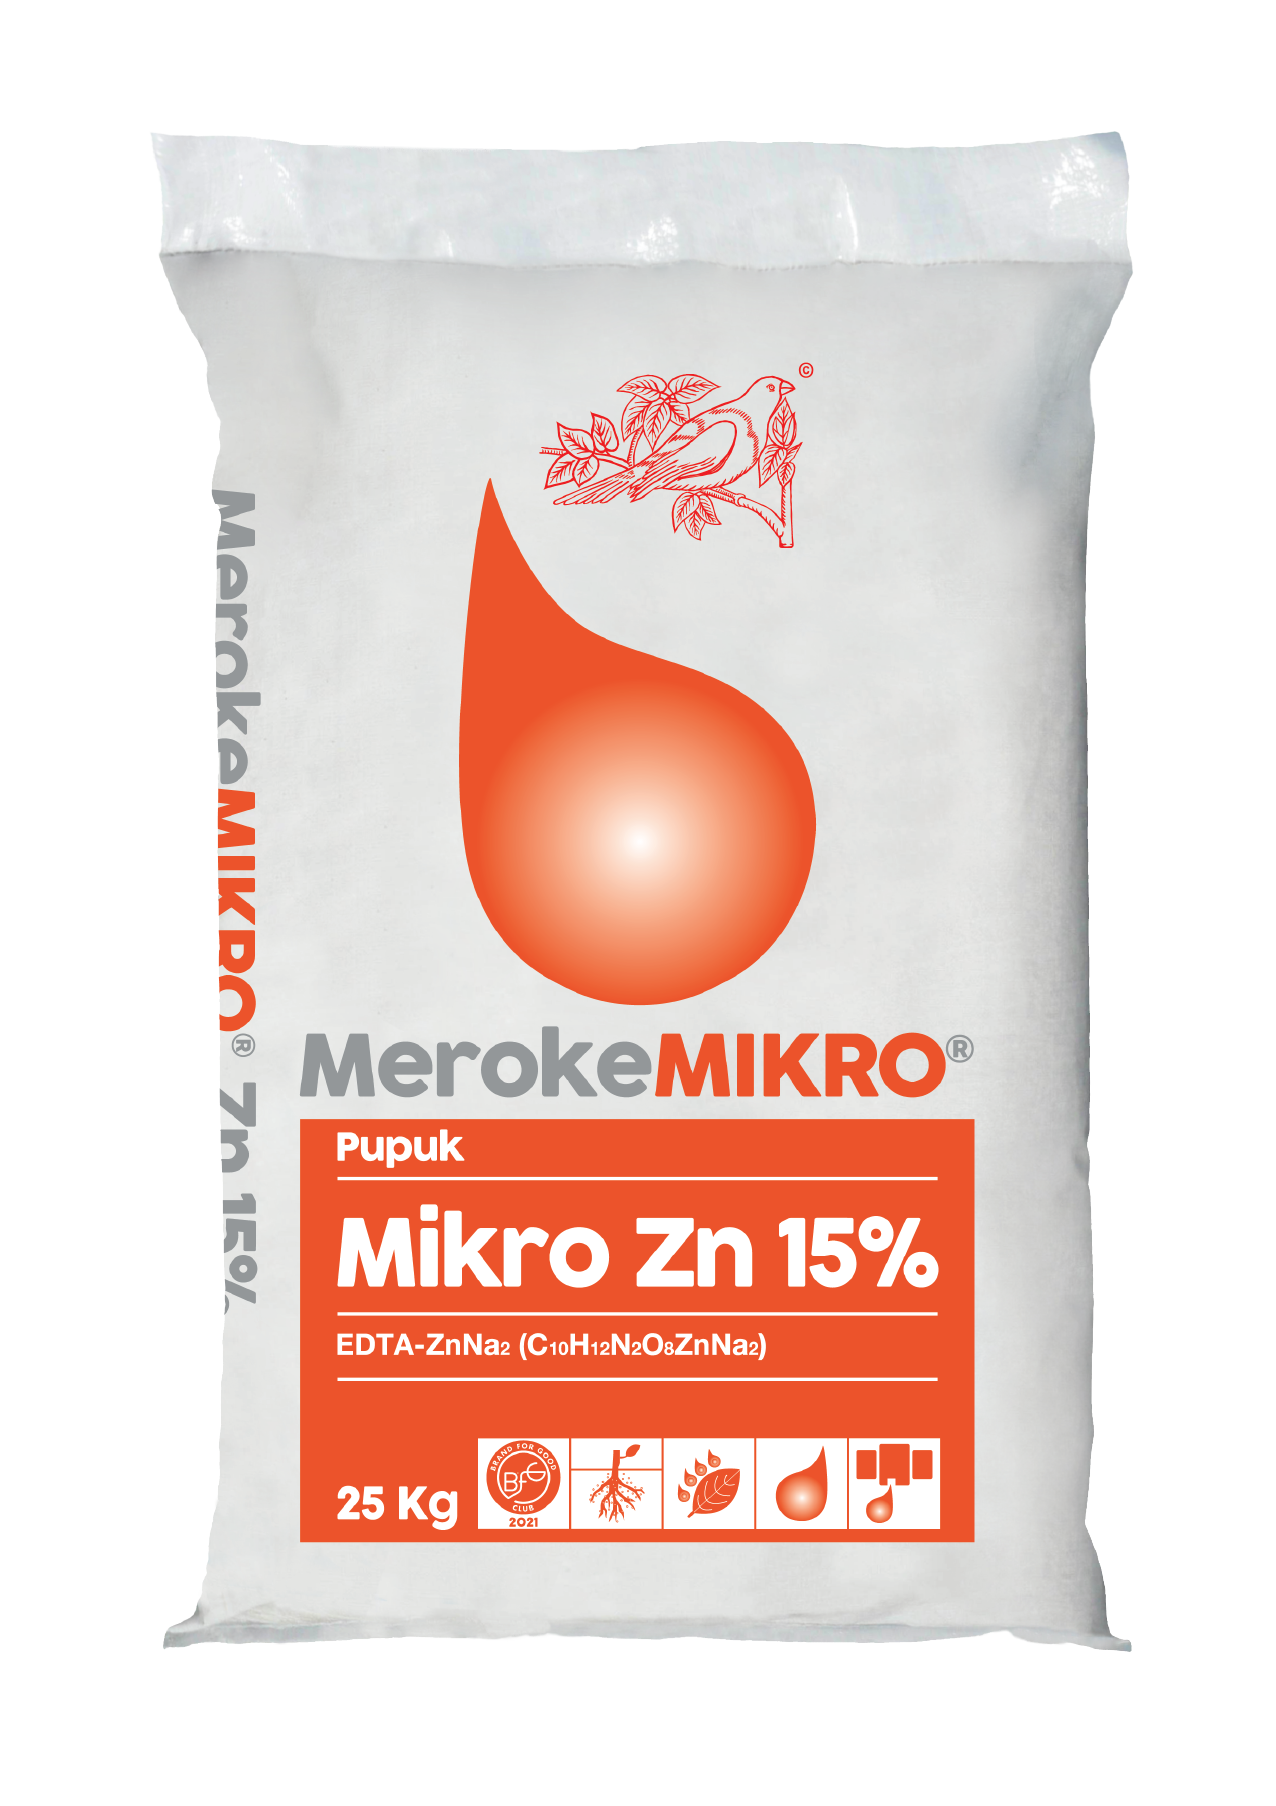 ©
MerokeMIKRO®
Pupuk
Mikro Zn 15%
EDTA-ZnNa₂ (C₁₀H₁₂N₂O₈ZnNa₂)
25 Kg
BRAND FOR GOOD
BfG
CLUB
2021
MerokeMIKRO® Zn 15%